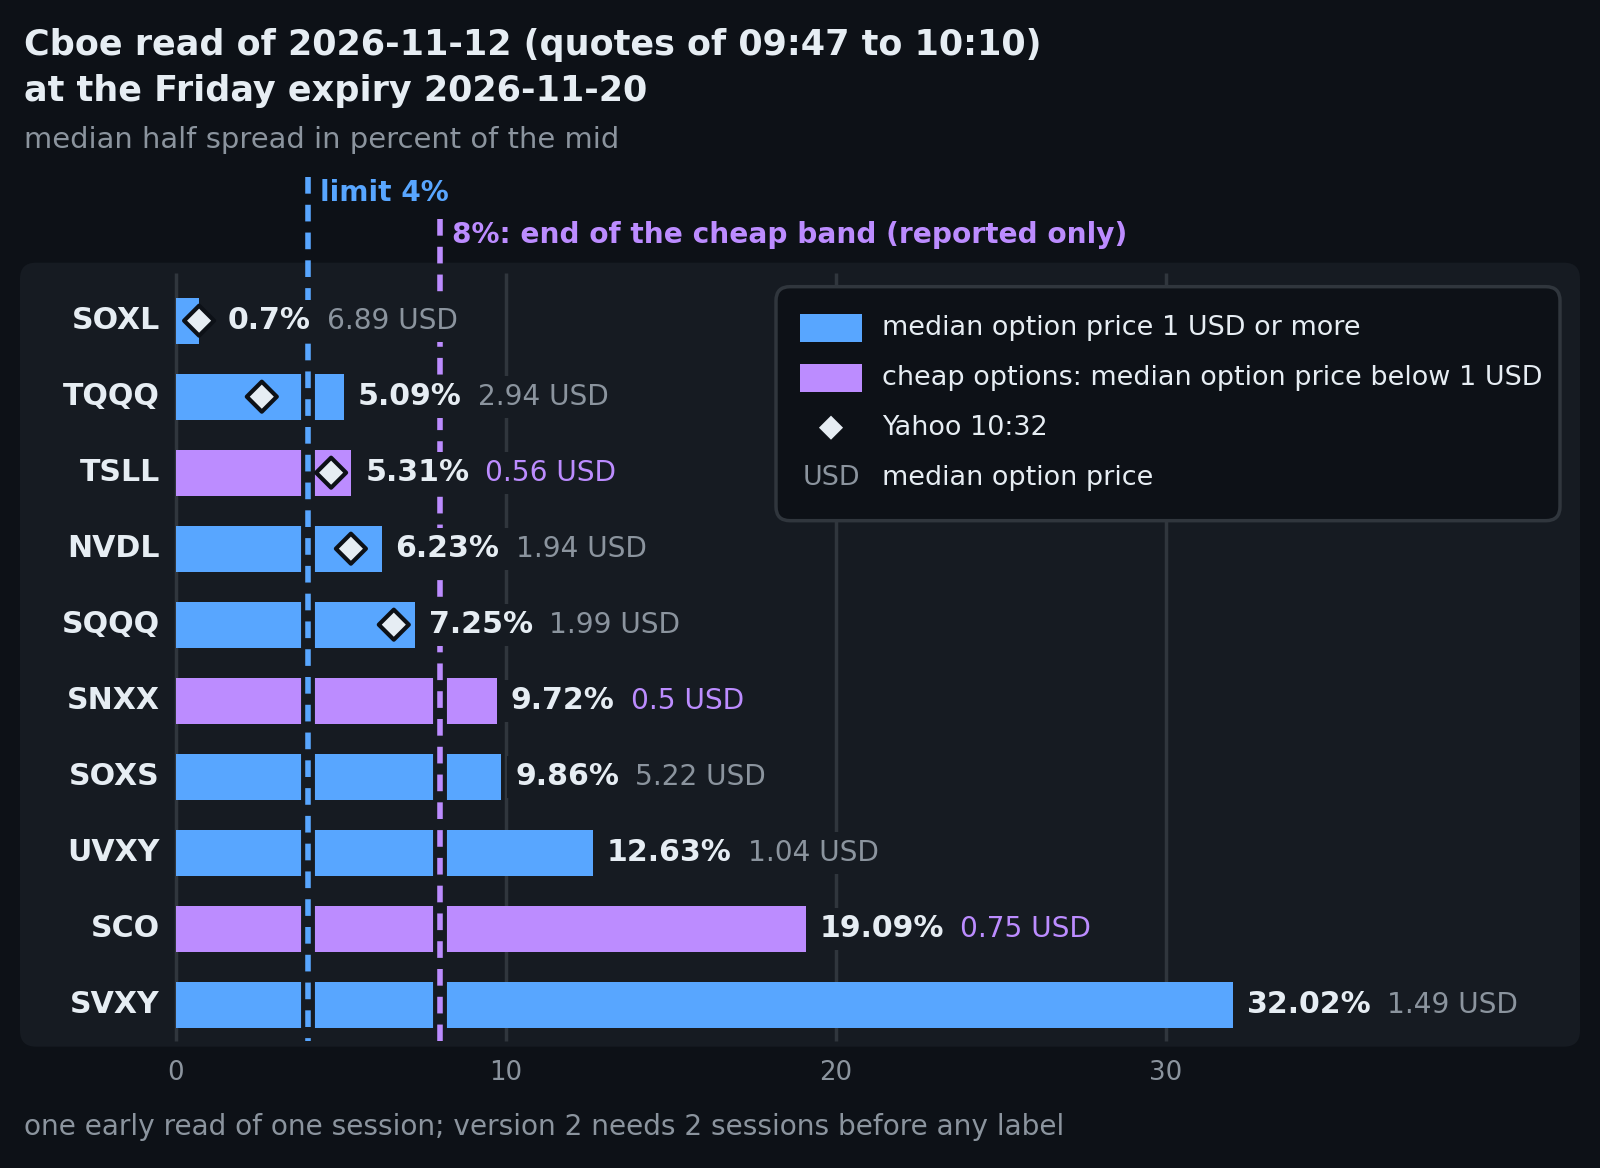 Cboe read of 2026-11-12 (quotes of 09:47 to 10:10)
at the Friday expiry 2026-11-20
median half spread in percent of the mid
limit 4%
8%: end of the cheap band (reported only)
SOXL 0.7% 6.89 USD
TQQQ 5.09% 2.94 USD
TSLL 5.31% 0.56 USD
NVDL 6.23% 1.94 USD
SQQQ 7.25% 1.99 USD
SNXX 9.72% 0.5 USD
SOXS 9.86% 5.22 USD
UVXY 12.63% 1.04 USD
SCO 19.09% 0.75 USD
SVXY 32.02% 1.49 USD
median option price 1 USD or more
cheap options: median option price below 1 USD
Yahoo 10:32
USD median option price
0 10 20 30
one early read of one session; version 2 needs 2 sessions before any label